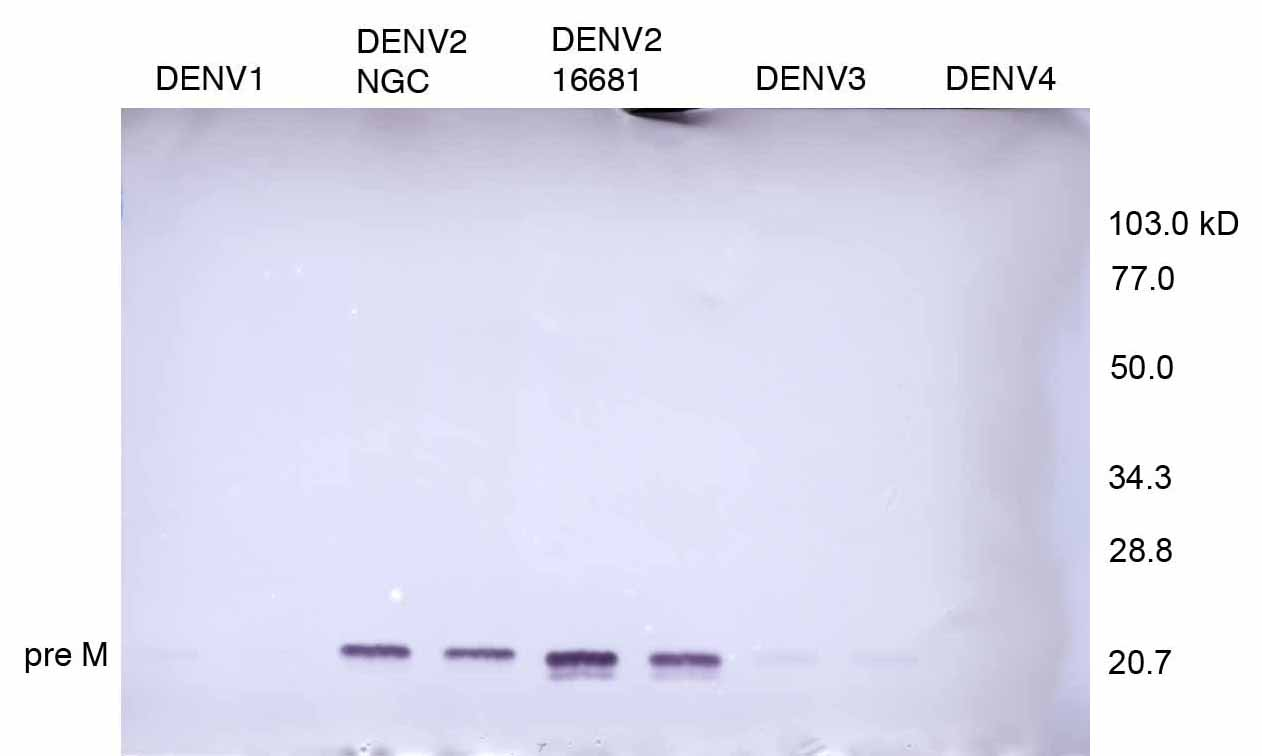 DENV1
DENV2
NGC
DENV2
16681
DENV3
DENV4
103.0 kD
77.0
50.0
34.3
28.8
pre M
20.7